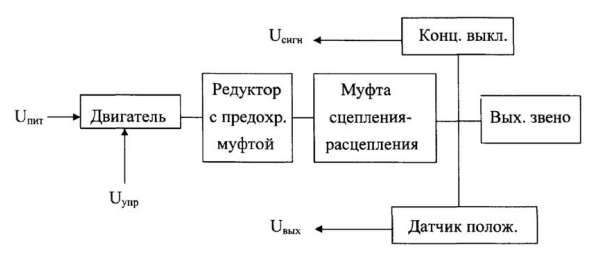 Uсигн
Конц. выкл.
Uпит
Двигатель
Редуктор
с предохр.
муфтой
Муфта
сцепления-
расцепления
Вых. звено
Uупр
Uвых
Датчик полож.